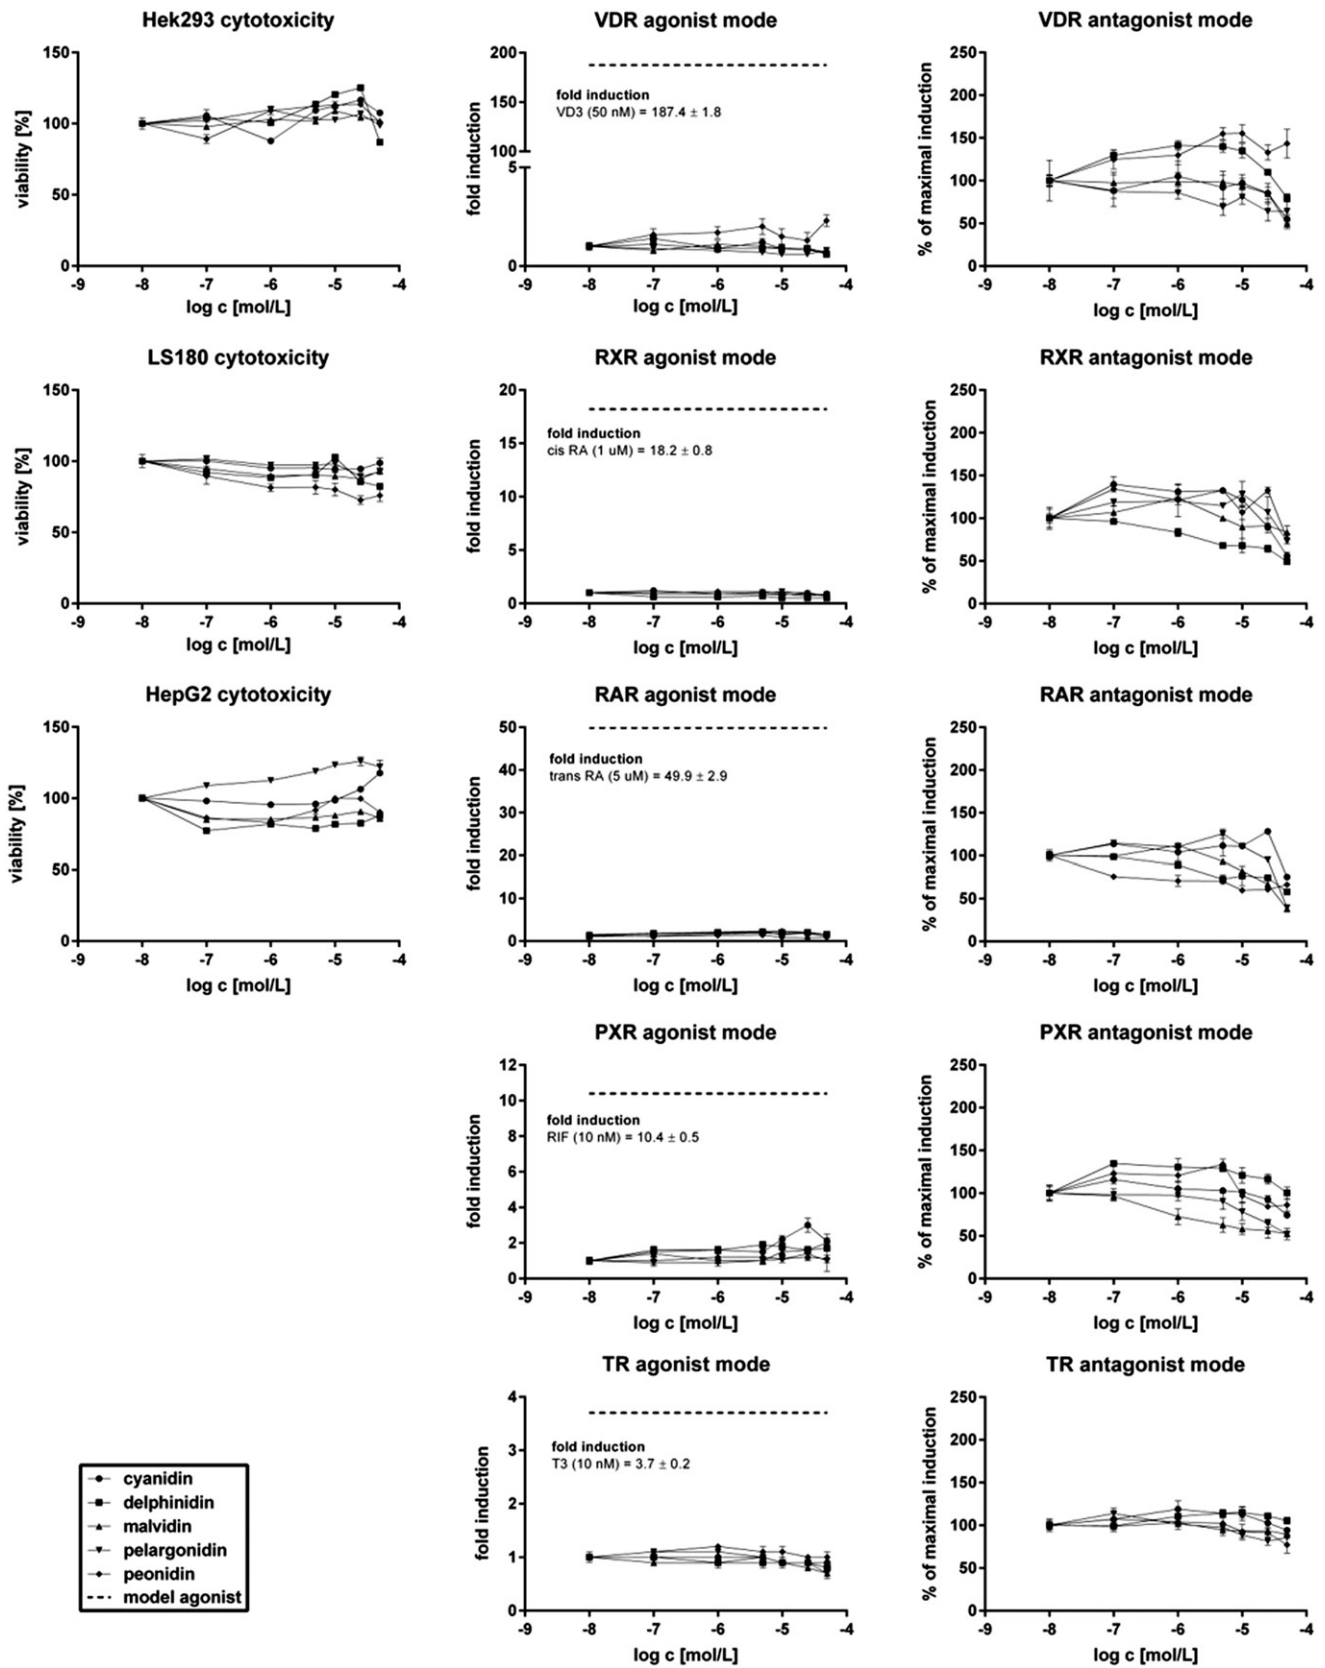 Hek293 cytotoxicity
150
100
50
0
-9 -8 -7 -6 -5 -4
viability [%]
log c [mol/L]
VDR agonist mode
200
150
100
5
0
-9 -8 -7 -6 -5 -4
fold induction
log c [mol/L]
fold induction
VD3 (50 nM) = 187.4 ± 1.8
VDR antagonist mode
250
200
150
100
50
0
-9 -8 -7 -6 -5 -4
% of maximal induction
log c [mol/L]
LS180 cytotoxicity
150
100
50
0
-9 -8 -7 -6 -5 -4
viability [%]
log c [mol/L]
RXR agonist mode
20
15
10
5
0
-9 -8 -7 -6 -5 -4
fold induction
log c [mol/L]
fold induction
cis RA (1 uM) = 18.2 ± 0.8
RXR antagonist mode
250
200
150
100
50
0
-9 -8 -7 -6 -5 -4
% of maximal induction
log c [mol/L]
HepG2 cytotoxicity
150
100
50
0
-9 -8 -7 -6 -5 -4
viability [%]
log c [mol/L]
RAR agonist mode
50
40
30
20
10
0
-9 -8 -7 -6 -5 -4
fold induction
log c [mol/L]
fold induction
trans RA (5 uM) = 49.9 ± 2.9
RAR antagonist mode
250
200
150
100
50
0
-9 -8 -7 -6 -5 -4
% of maximal induction
log c [mol/L]
PXR agonist mode
12
10
8
6
4
2
0
-9 -8 -7 -6 -5 -4
fold induction
log c [mol/L]
fold induction
RIF (10 nM) = 10.4 ± 0.5
PXR antagonist mode
250
200
150
100
50
0
-9 -8 -7 -6 -5 -4
% of maximal induction
log c [mol/L]
TR agonist mode
4
3
2
1
0
-9 -8 -7 -6 -5 -4
fold induction
log c [mol/L]
fold induction
T3 (10 nM) = 3.7 ± 0.2
TR antagonist mode
250
200
150
100
50
0
-9 -8 -7 -6 -5 -4
% of maximal induction
log c [mol/L]
cyanidin
delphinidin
malvidin
pelargonidin
peonidin
model agonist